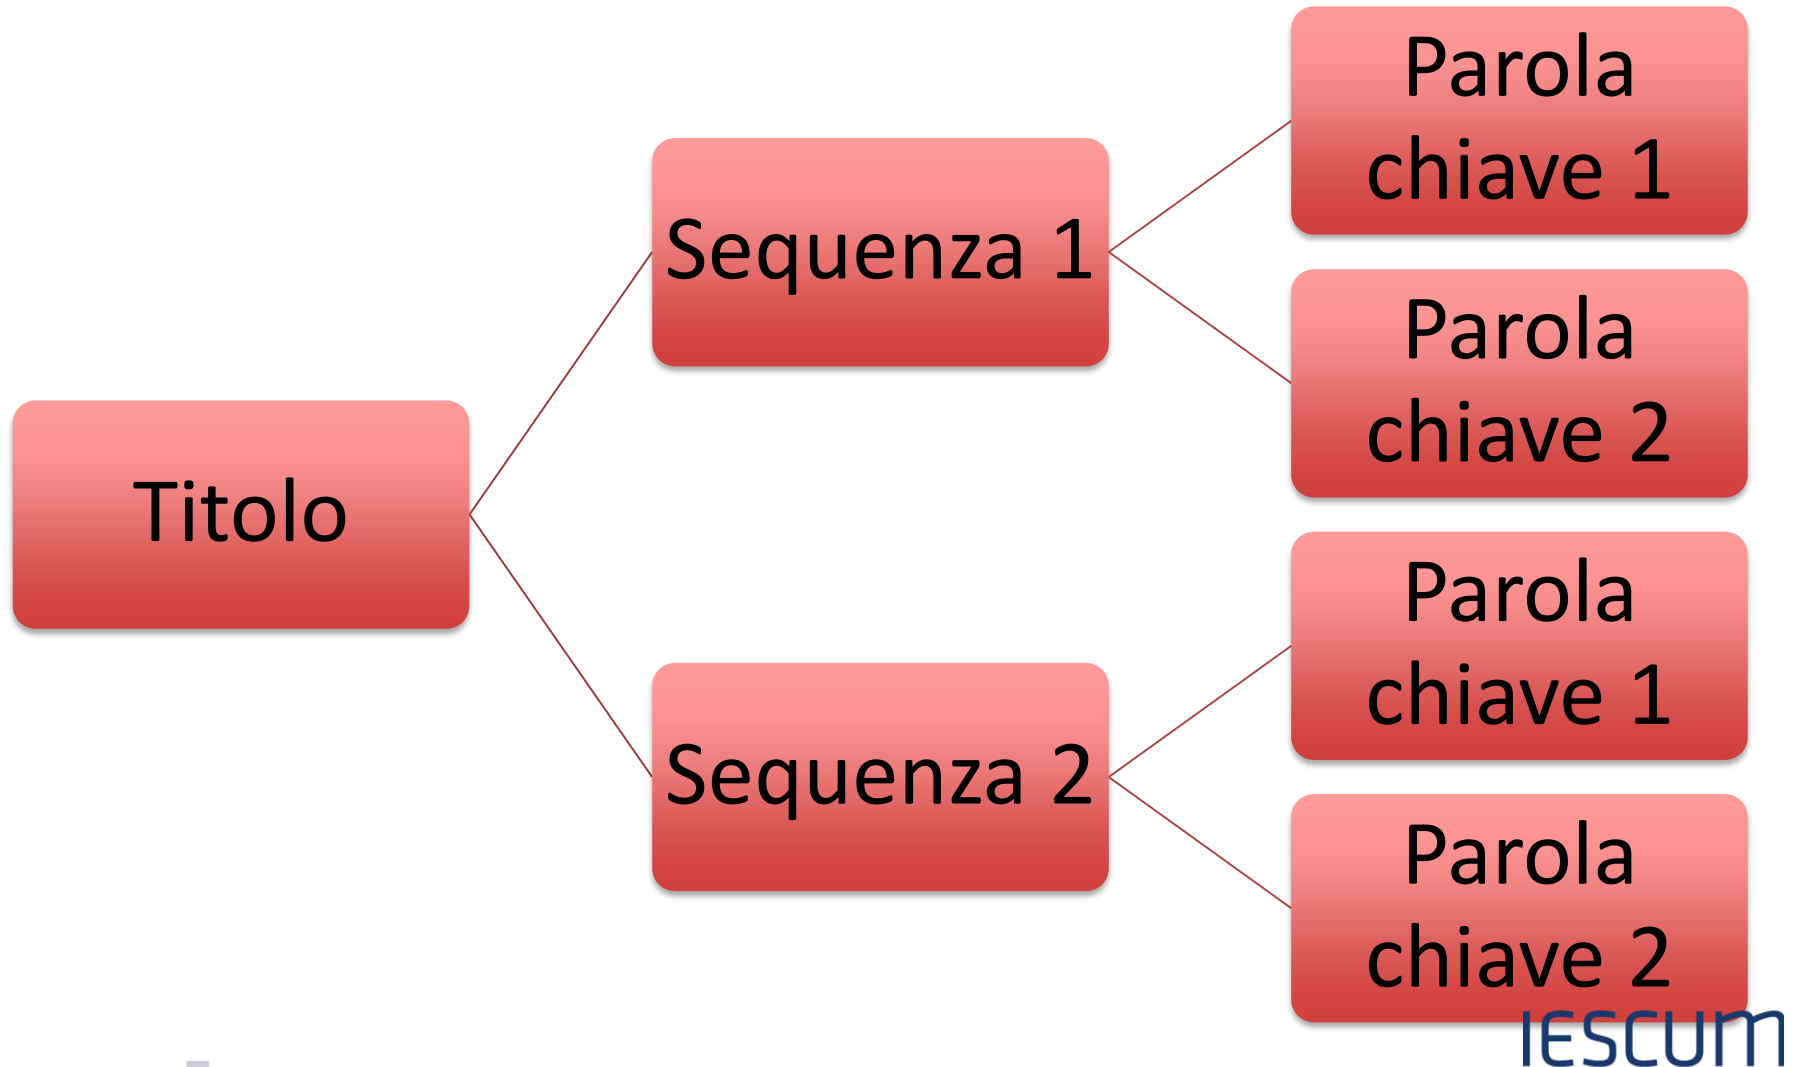 Titolo
Sequenza 1
Parola
chiave 1
Parola
chiave 2
Sequenza 2
Parola
chiave 1
Parola
chiave 2
IESCUM